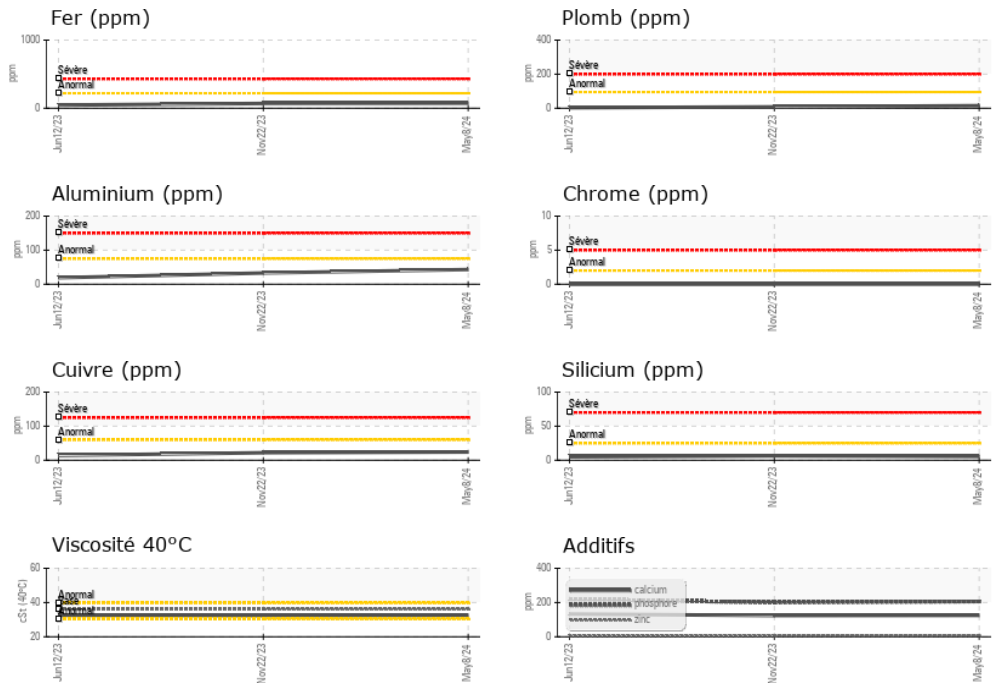 Fer (ppm)
1000
500
0
ppm
Sévère
Anormal
Jun12/23
Nov22/23
May8/24
Plomb (ppm)
400
200
0
ppm
Sévère
Anormal
Jun12/23
Nov22/23
May8/24
Aluminium (ppm)
200
100
0
ppm
Sévère
Anormal
Jun12/23
Nov22/23
May8/24
Chrome (ppm)
10
5
0
ppm
Sévère
Anormal
Jun12/23
Nov22/23
May8/24
Cuivre (ppm)
200
100
0
ppm
Sévère
Anormal
Jun12/23
Nov22/23
May8/24
Silicium (ppm)
100
50
0
ppm
Sévère
Anormal
Jun12/23
Nov22/23
May8/24
Viscosité 40°C
60
40
20
cSt (40°C)
Anormal
Base
Anormal
Jun12/23
Nov22/23
May8/24
Additifs
400
200
0
ppm
calcium
phosphore
zinc
Jun12/23
Nov22/23
May8/24